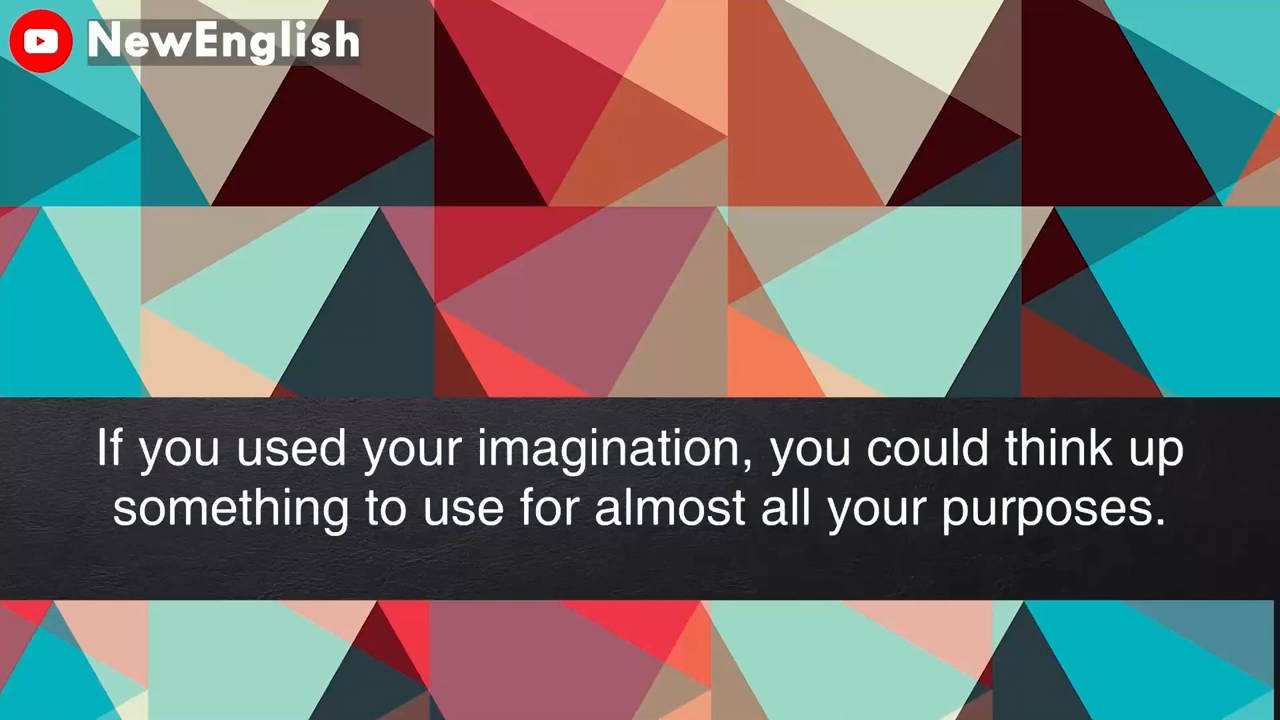 NewEnglish
If you used your imagination, you could think up
something to use for almost all your purposes.